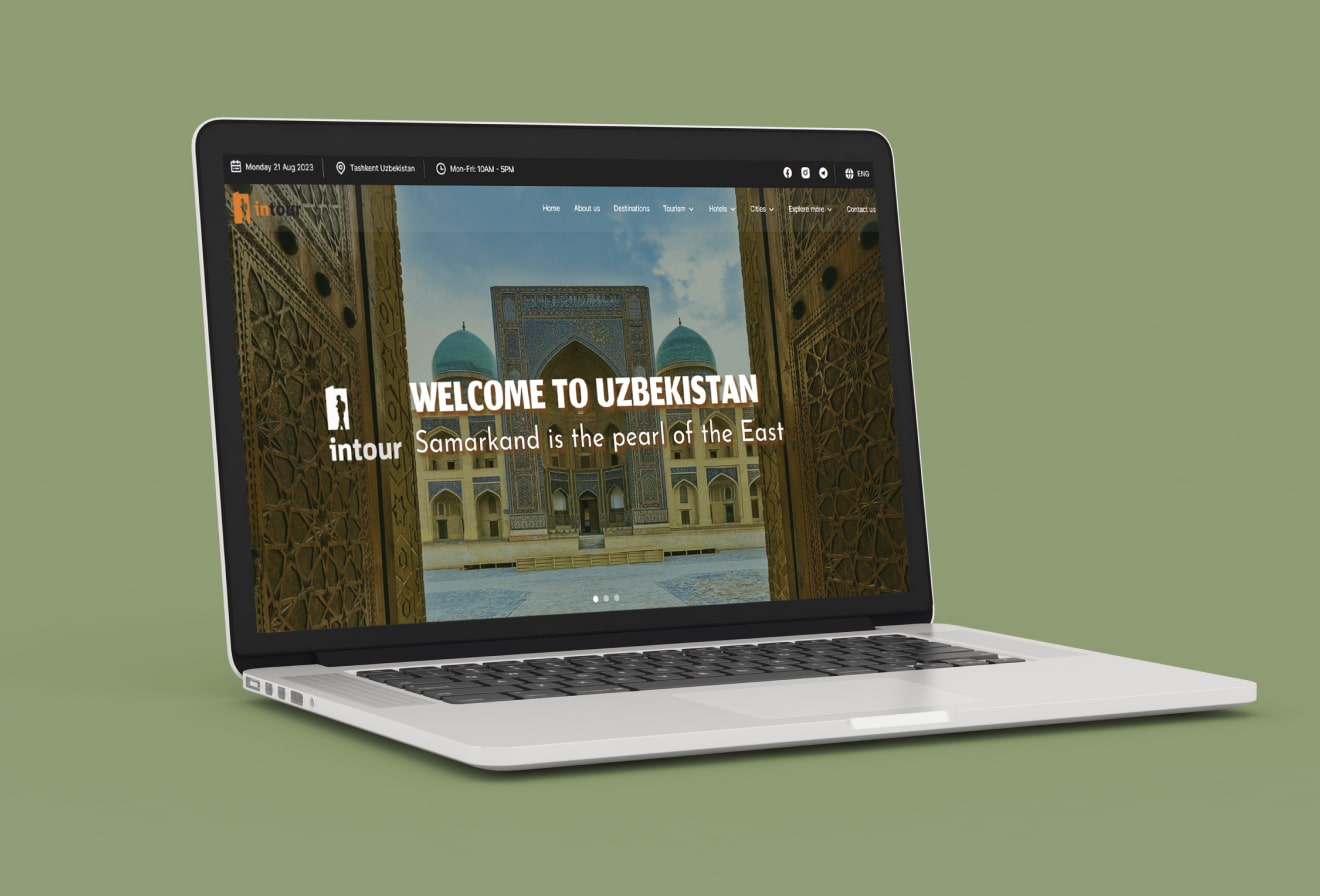 Monday 21 Aug 2023
Tashkent Uzbekistan
Mon-Fri: 10AM - 5PM
ENG
intour
Home
About us
Destinations
Tourism
Hotels
Cities
Explore more
Contact us
WELCOME TO UZBEKISTAN
intour
Samarkand is the pearl of the East